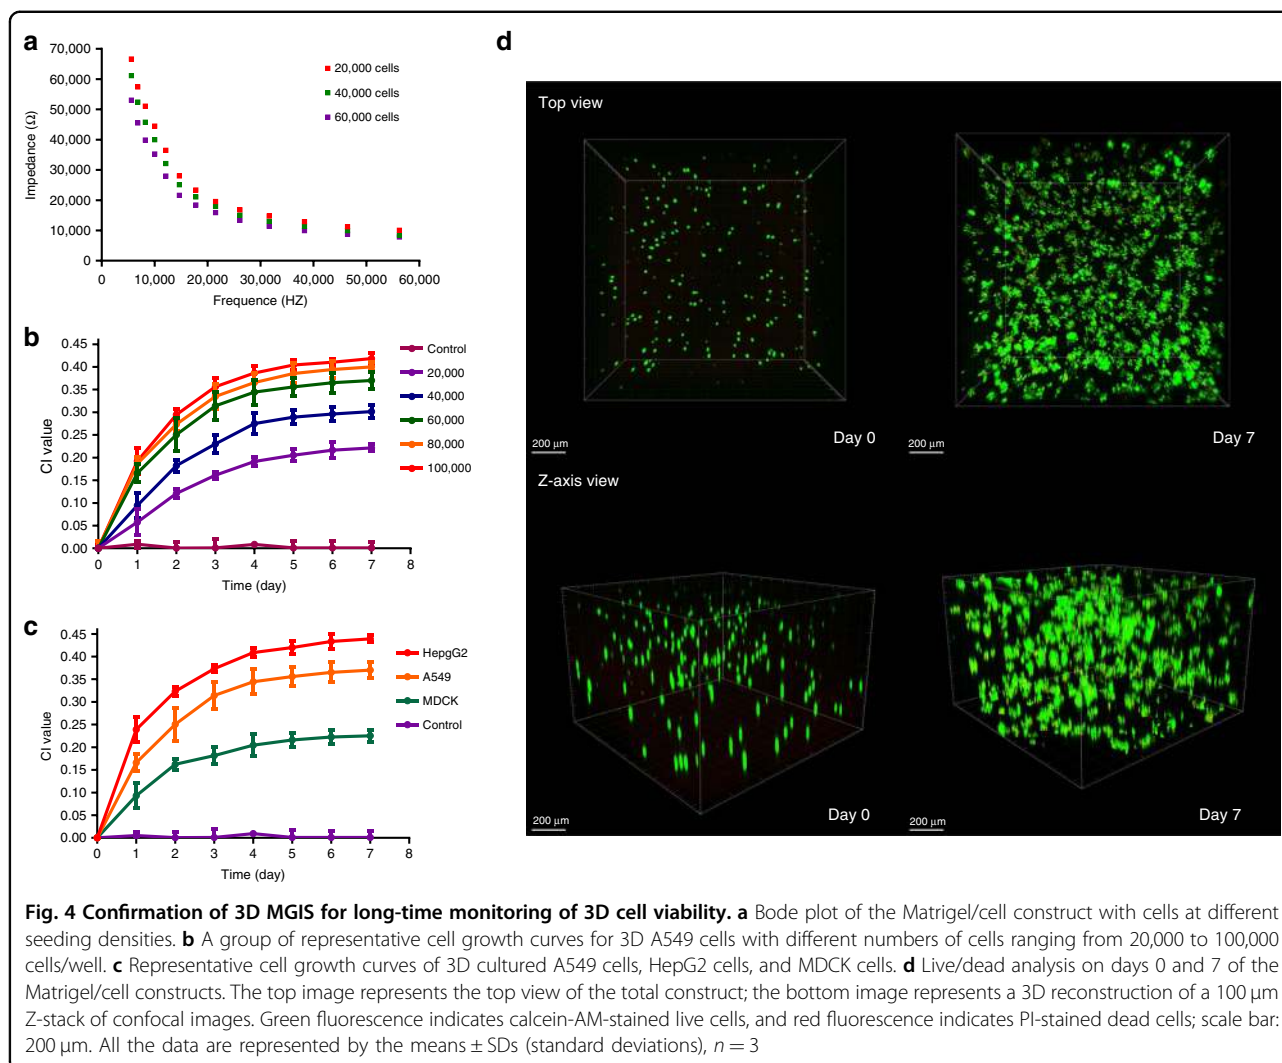 a
70,000
60,000
50,000
40,000
30,000
20,000
10,000
0
Impedance (Ω)
0 10,000 20,000 30,000 40,000 50,000 60,000
Frequence (HZ)
20,000 cells
40,000 cells
60,000 cells
b
0.45
0.40
0.35
0.30
0.25
0.20
0.15
0.10
0.05
0.00
CI value
0 1 2 3 4 5 6 7 8
Time (day)
Control
20,000
40,000
60,000
80,000
100,000
c
0.45
0.40
0.35
0.30
0.25
0.20
0.15
0.10
0.05
0.00
CI value
0 1 2 3 4 5 6 7 8
Time (day)
HepgG2
A549
MDCK
Control
d
Top view
200 µm
Day 0
200 µm
Day 7
Z-axis view
200 µm
Day 0
200 µm
Day 7
Fig. 4 Confirmation of 3D MGIS for long-time monitoring of 3D cell viability. a Bode plot of the Matrigel/cell construct with cells at different
seeding densities. b A group of representative cell growth curves for 3D A549 cells with different numbers of cells ranging from 20,000 to 100,000
cells/well. c Representative cell growth curves of 3D cultured A549 cells, HepG2 cells, and MDCK cells. d Live/dead analysis on days 0 and 7 of the
Matrigel/cell constructs. The top image represents the top view of the total construct; the bottom image represents a 3D reconstruction of a 100 µm
Z-stack of confocal images. Green fluorescence indicates calcein-AM-stained live cells, and red fluorescence indicates PI-stained dead cells; scale bar:
200 µm. All the data are represented by the means ± SDs (standard deviations), n = 3